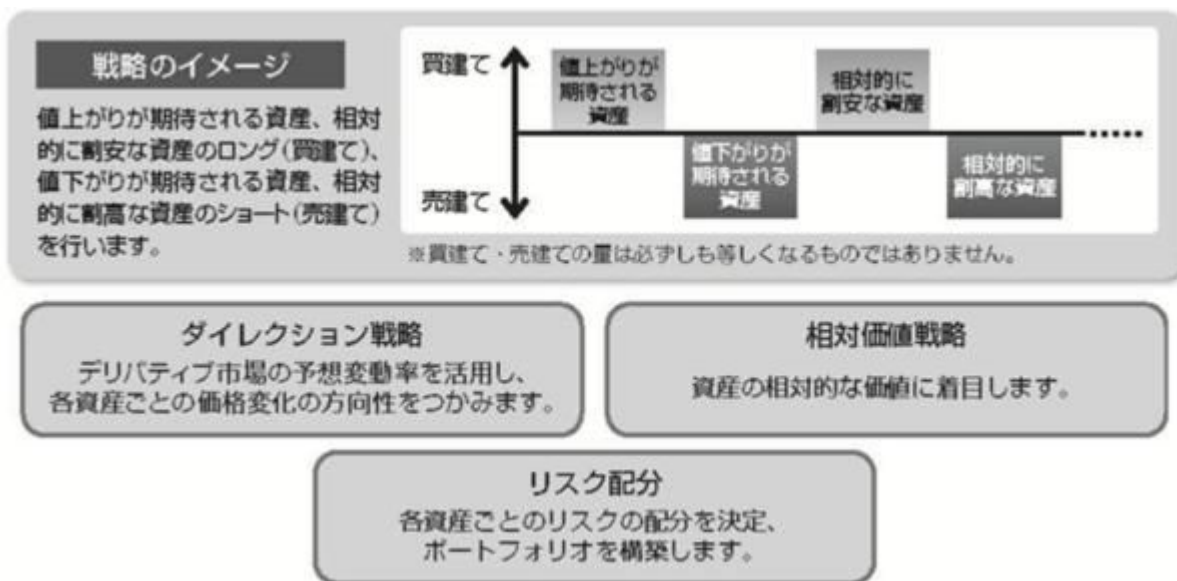 戦略のイメージ
値上がりが期待される資産、相対
的に割安な資産のロング(買建て)、
値下がりが期待される資産、相対
的に割高な資産のショート(売建て)
を行います。
買建て
売建て
値上がりが
期待される
資産
値下がりが
期待される
資産
相対的に
割安な資産
相対的に
割高な資産
※買建て・売建ての量は必ずしも等しくなるものではありません。
ダイレクション戦略
デリバティブ市場の予想変動率を活用し、
各資産ごとの価格変化の方向性をつかみます。
相対価値戦略
資産の相対的な価値に着目します。
リスク配分
各資産ごとのリスクの配分を決定、
ポートフォリオを構築します。